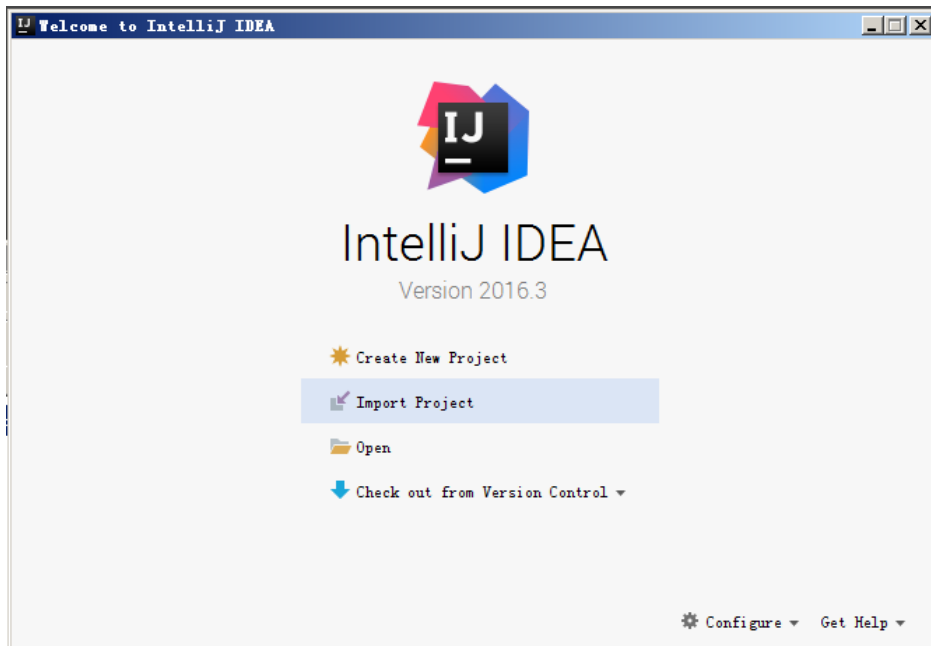 IJ Welcome to IntelliJ IDEA
IJ
IntelliJ IDEA
Version 2016.3
Create New Project
Import Project
Open
Check out from Version Control
Configure Get Help